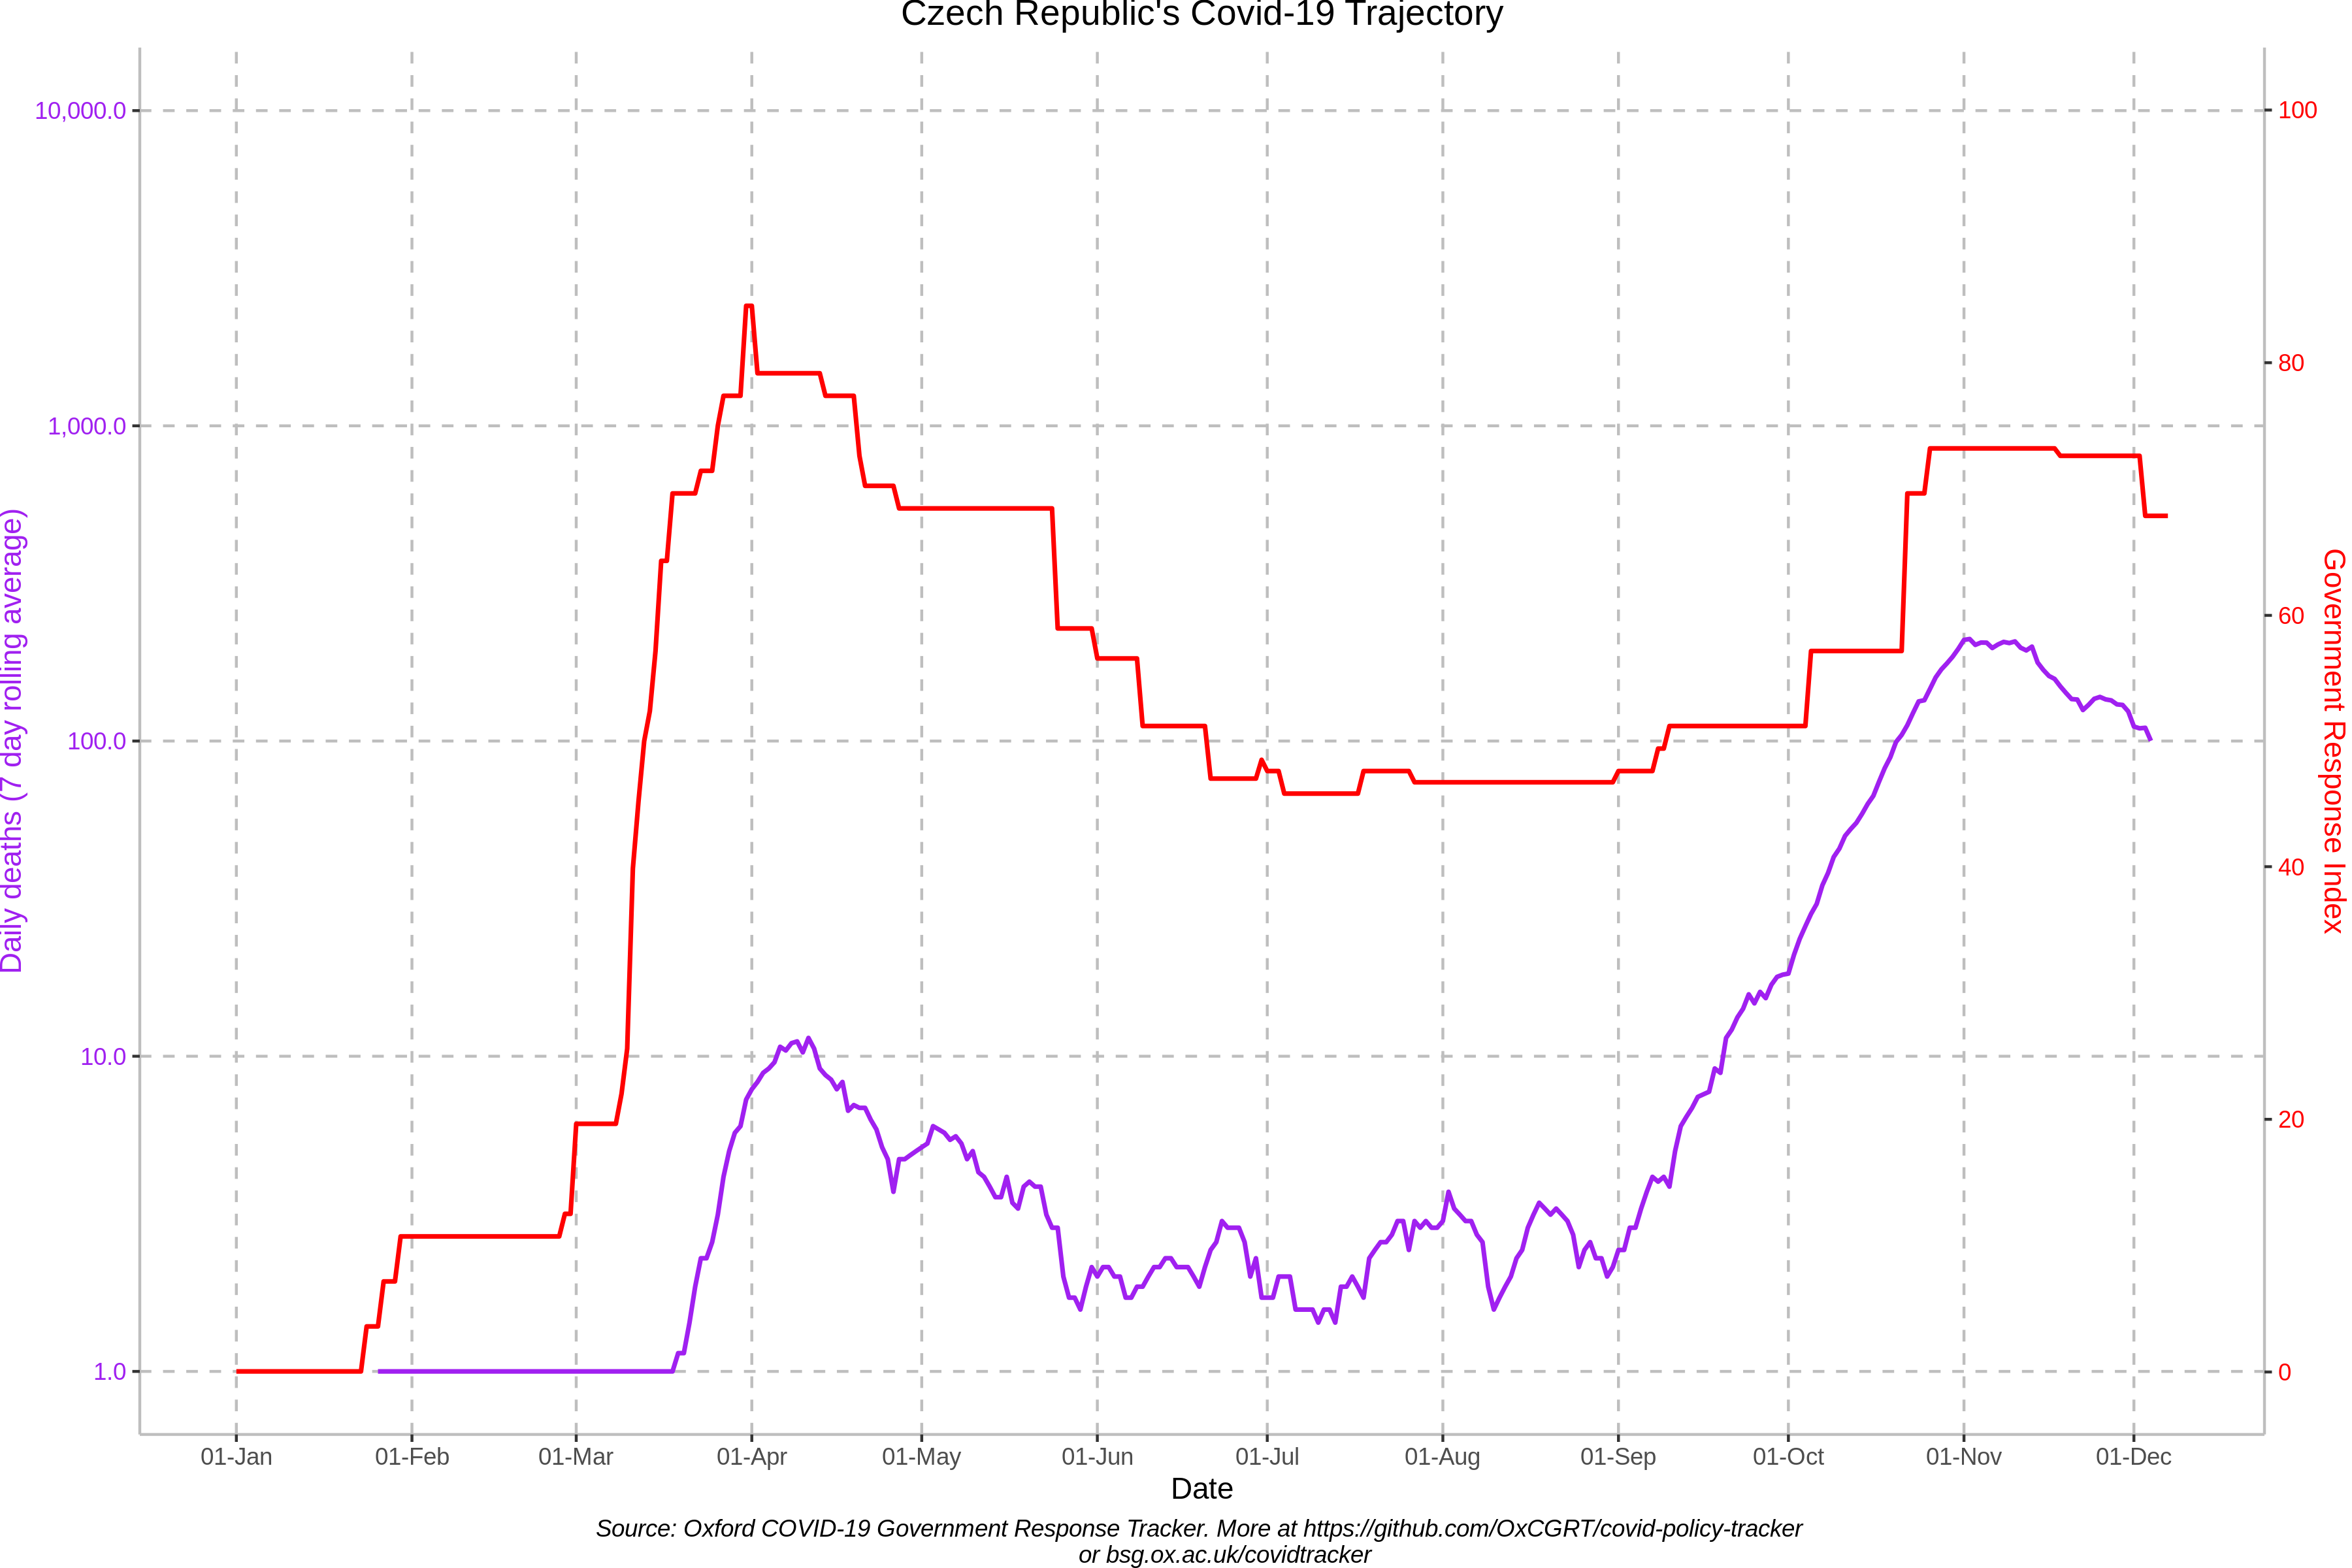 Czech Republic's Covid-19 Trajectory
10,000.0
1,000.0
100.0
10.0
1.0
Daily deaths (7 day rolling average)
100
80
60
40
20
0
Government Response Index
01-Jan 01-Feb 01-Mar 01-Apr 01-May 01-Jun 01-Jul 01-Aug 01-Sep 01-Oct 01-Nov 01-Dec
Date
Source: Oxford COVID-19 Government Response Tracker. More at https://github.com/OxCGRT/covid-policy-tracker
or bsg.ox.ac.uk/covidtracker